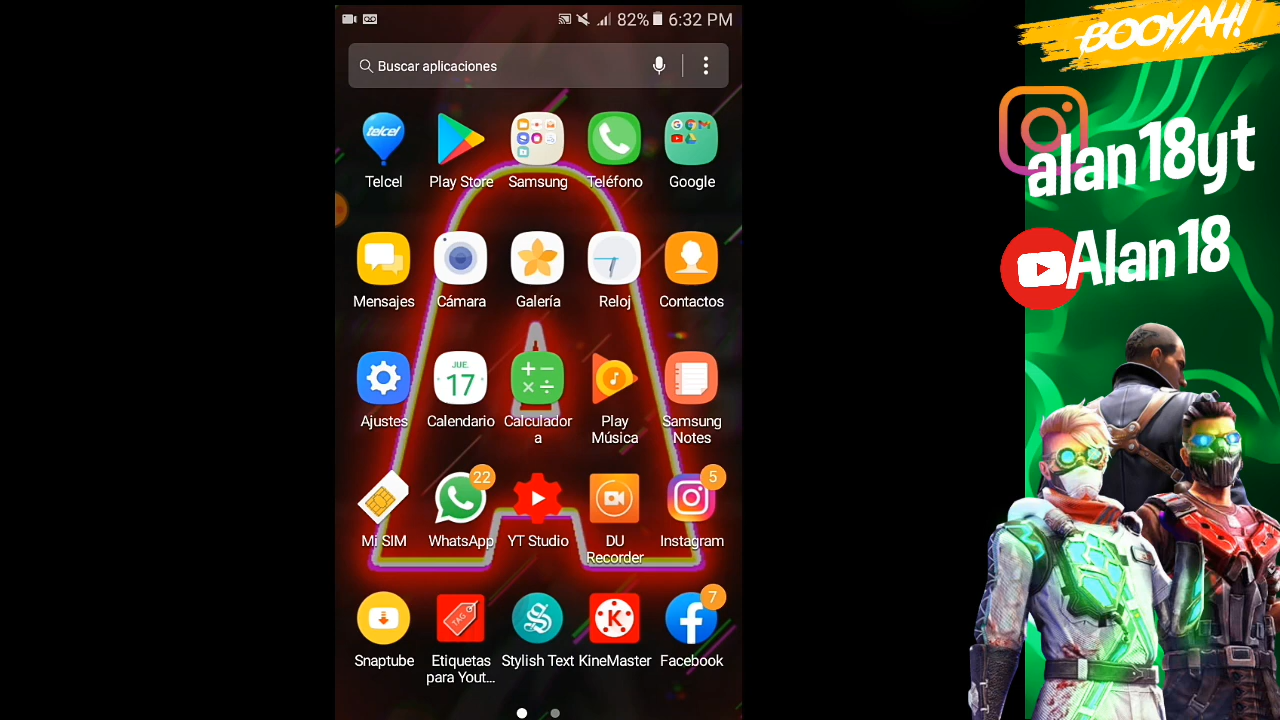 82% 6:32 PM
Buscar aplicaciones
telcel
Telcel
Play Store
Samsung
Teléfono
Google
Mensajes
Cámara
Galería
Reloj
Contactos
JUE.
17
Ajustes
Calendario
Calculador
a
Play
Música
Samsung
Notes
22
5
Mi SIM
WhatsApp
YT Studio
DU
Recorder
Instagram
TAG
S
K
7
Snaptube
Etiquetas
para Yout...
Stylish Text
KineMaster
Facebook
BOOYAH!
alan18yt
Alan18